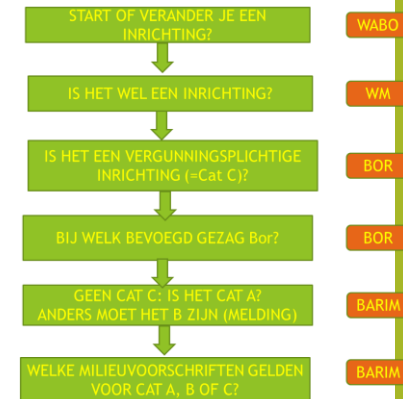 START OF VERANDER JE EEN
INRICHTING?
WABO
IS HET WEL EEN INRICHTING?
WM
IS HET EEN VERGUNNINGSPLICHTIGE
INRICHTING (=Cat C)?
BOR
BIJ WELK BEVOEGD GEZAG Bor?
BOR
GEEN CAT C: IS HET CAT A?
ANDERS MOET HET B ZIJN (MELDING)
BARIM
WELKE MILIEUVOORSCHRIFTEN GELDEN
VOOR CAT A, B OF C?
BARIM